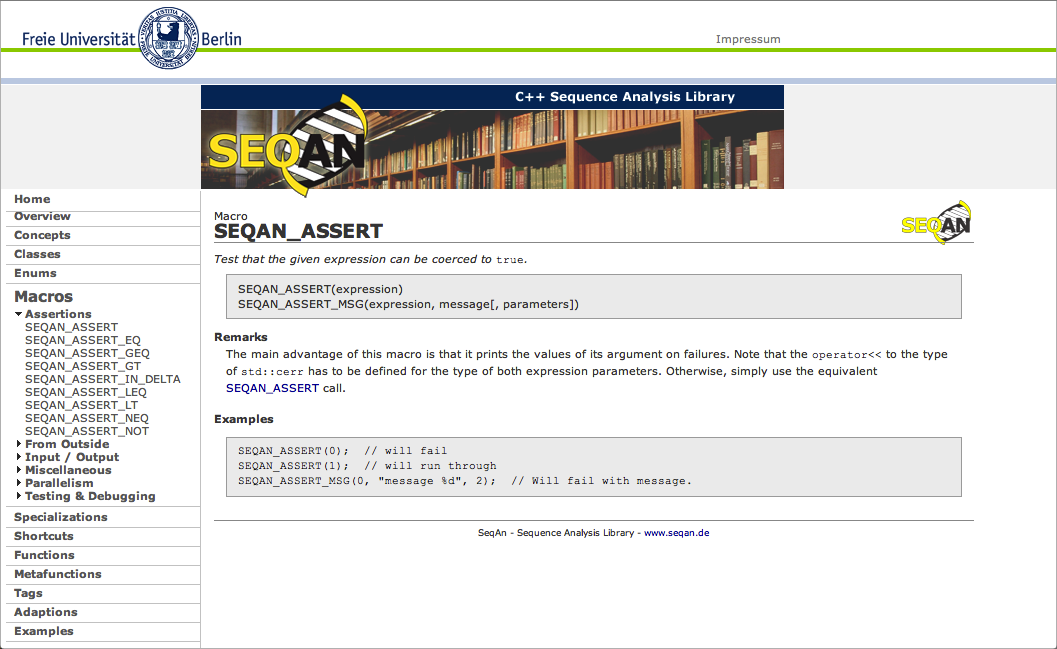 Freie Universität Berlin
Impressum
C++ Sequence Analysis Library
SEQAN
Home
Overview
Concepts
Classes
Enums
Macros
Assertions
SEQAN_ASSERT
SEQAN_ASSERT_EQ
SEQAN_ASSERT_GEQ
SEQAN_ASSERT_GT
SEQAN_ASSERT_IN_DELTA
SEQAN_ASSERT_LEQ
SEQAN_ASSERT_LT
SEQAN_ASSERT_NEQ
SEQAN_ASSERT_NOT
From Outside
Input / Output
Miscellaneous
Parallelism
Testing & Debugging
Specializations
Shortcuts
Functions
Metafunctions
Tags
Adaptions
Examples
Macro
SEQAN_ASSERT
SEQAN
Test that the given expression can be coerced to true.
SEQAN_ASSERT(expression)
SEQAN_ASSERT_MSG(expression, message[, parameters])
Remarks
The main advantage of this macro is that it prints the values of its argument on failures. Note that the operator<< to the type
of std::cerr has to be defined for the type of both expression parameters. Otherwise, simply use the equivalent
SEQAN_ASSERT call.
Examples
SEQAN_ASSERT(0);  // will fail
SEQAN_ASSERT(1);  // will run through
SEQAN_ASSERT_MSG(0, "message %d", 2);  // Will fail with message.
SeqAn - Sequence Analysis Library - www.seqan.de